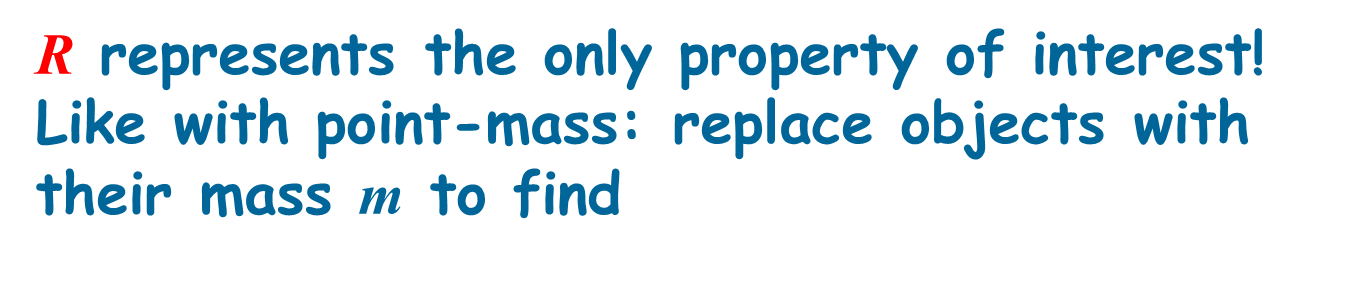 R represents the only property of interest!
Like with point-mass: replace objects with
their mass m to find